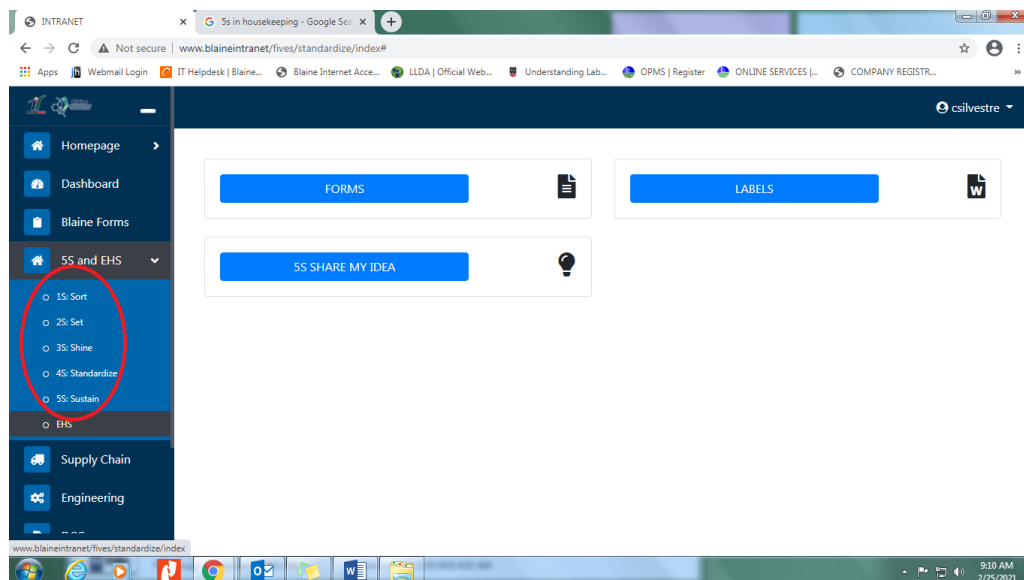 INTRANET
5s in housekeeping - Google Sea
Not secure | www.blaineintranet/fives/standardize/index#
Apps
Webmail Login
IT Helpdesk | Blaine...
Blaine Internet Acce...
LLDA | Official Web...
Understanding Lab...
OPMS | Register
ONLINE SERVICES |...
COMPANY REGISTR...
»
csilvestre
Homepage
Dashboard
Blaine Forms
5S and EHS
1S: Sort
2S: Set
3S: Shine
4S: Standardize
5S: Sustain
EHS
Supply Chain
Engineering
FORMS
LABELS
5S SHARE MY IDEA
www.blaineintranet/fives/standardize/index
9:10 AM
2/25/2021